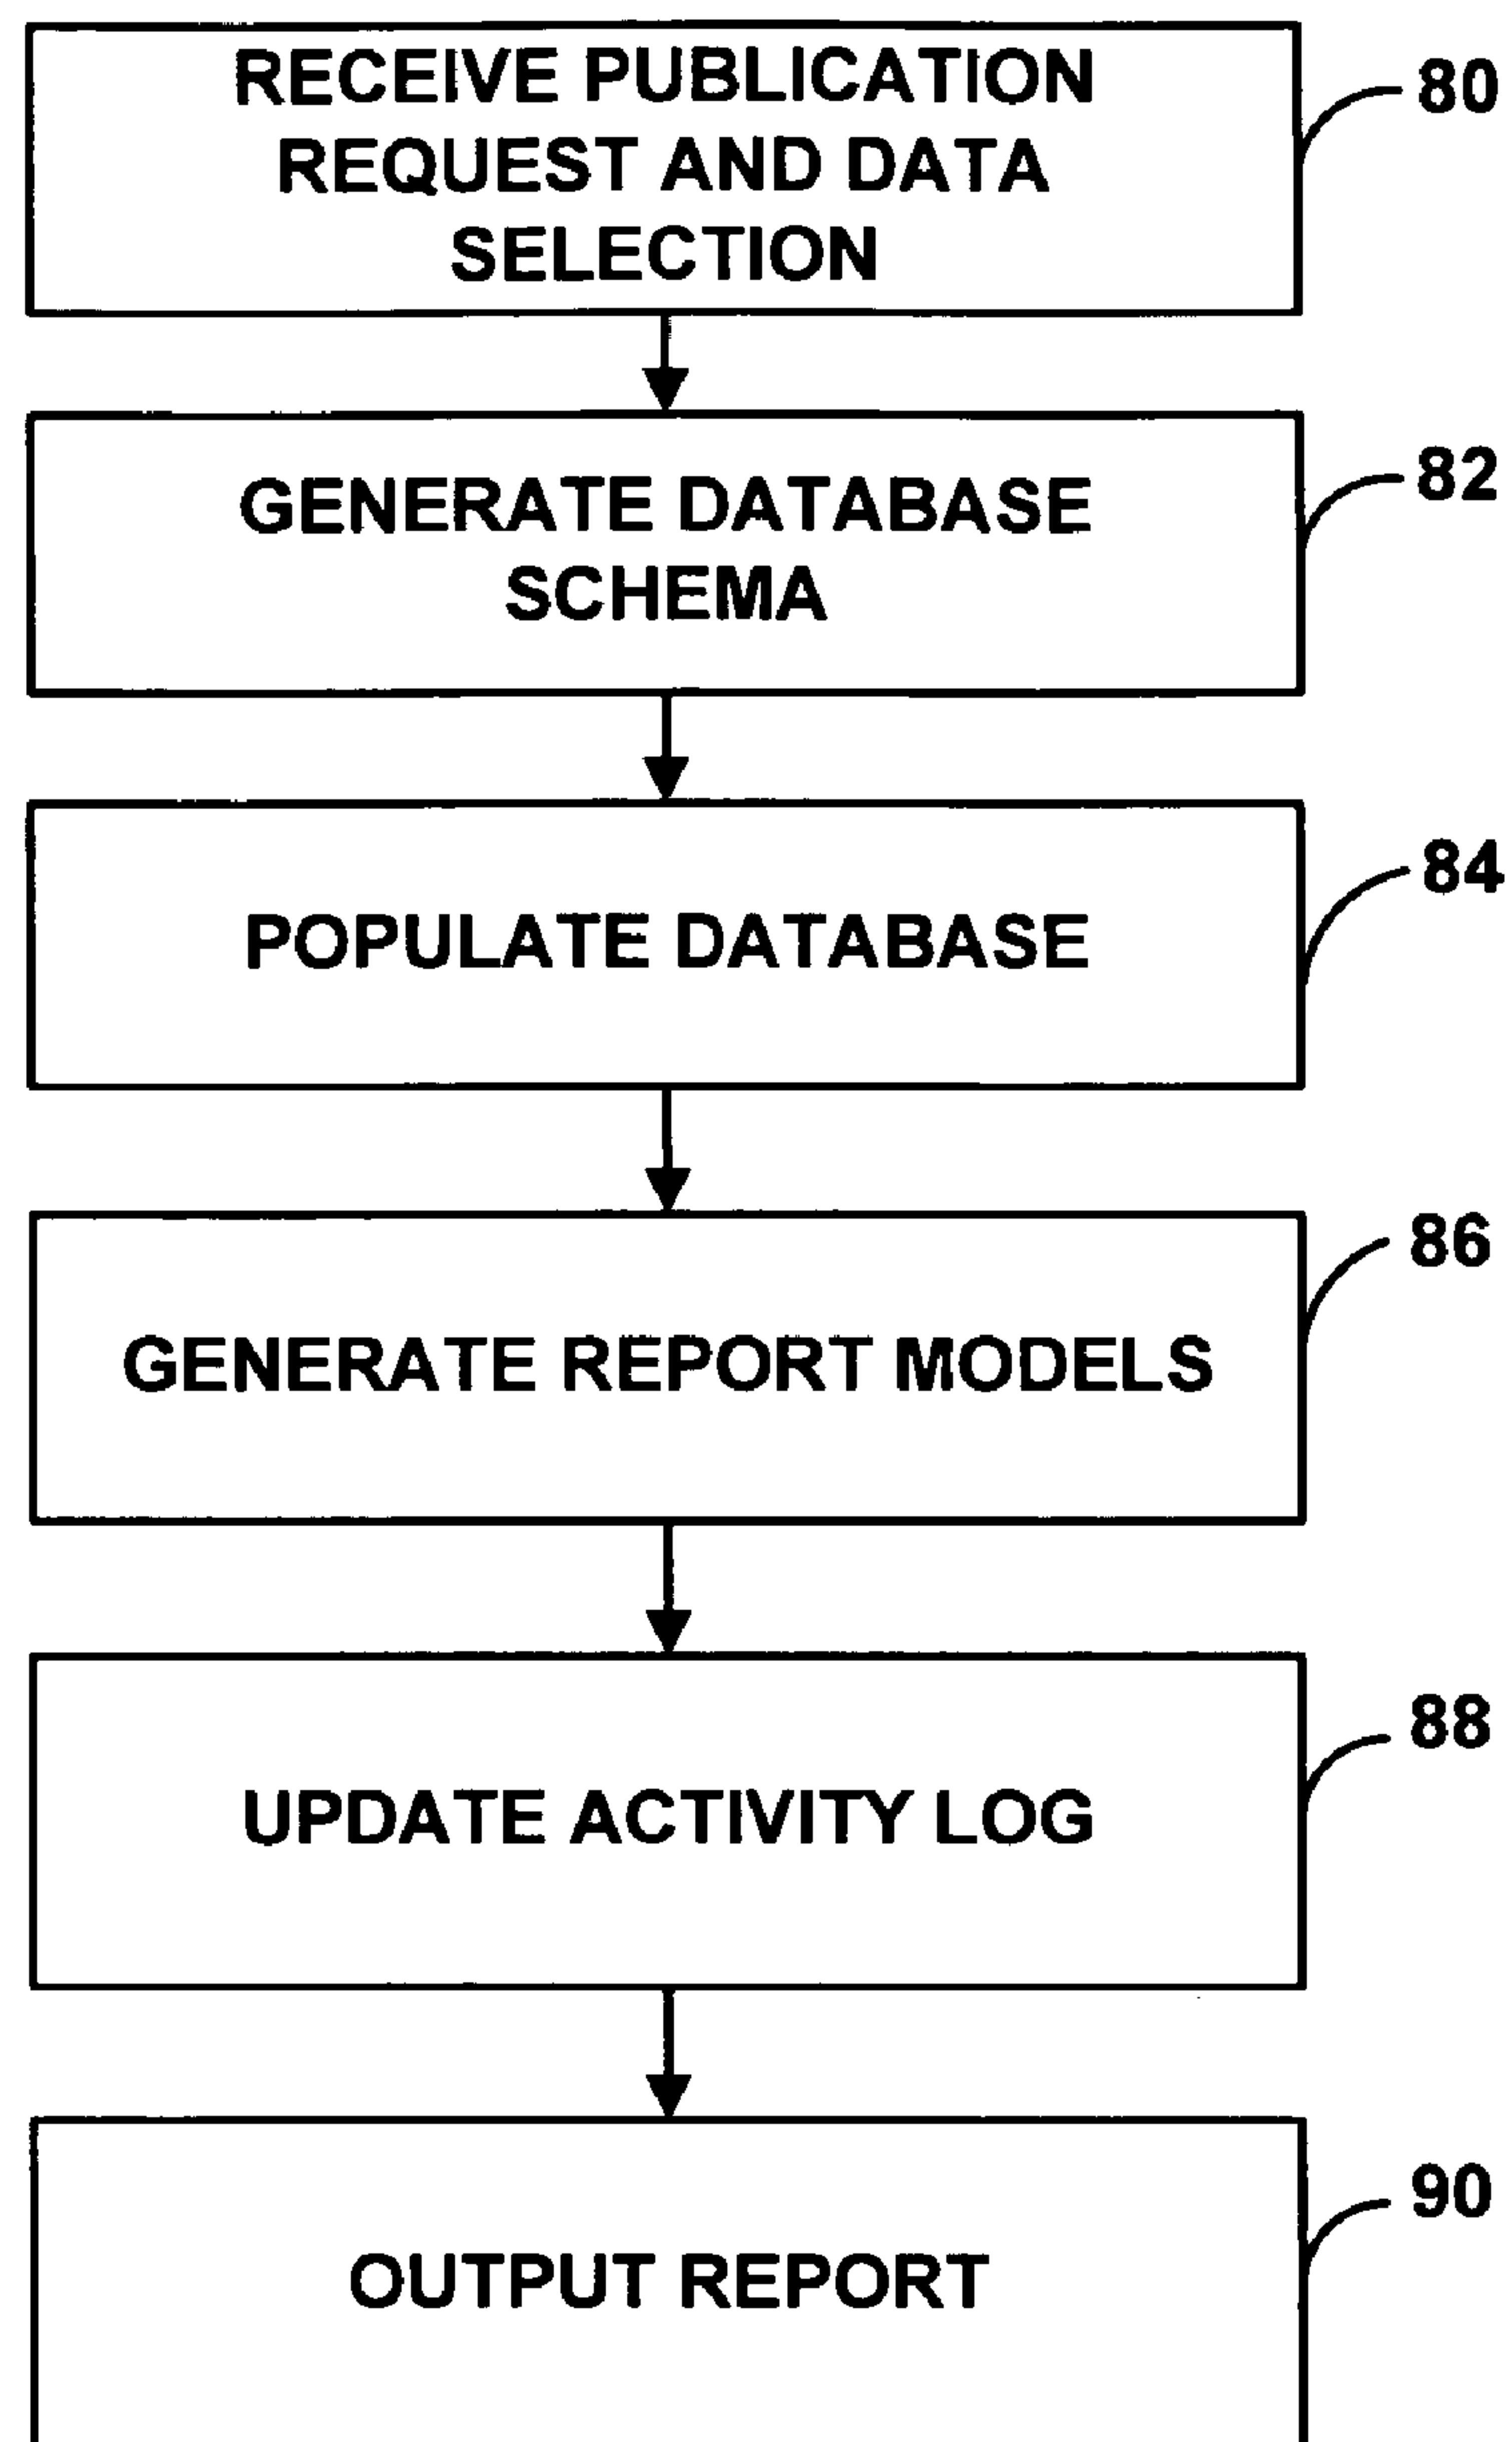 RECEIVE PUBLICATION
REQUEST AND DATA
SELECTION
80
GENERATE DATABASE
SCHEMA
82
POPULATE DATABASE
84
GENERATE REPORT MODELS
86
UPDATE ACTIVITY LOG
88
OUTPUT REPORT
90